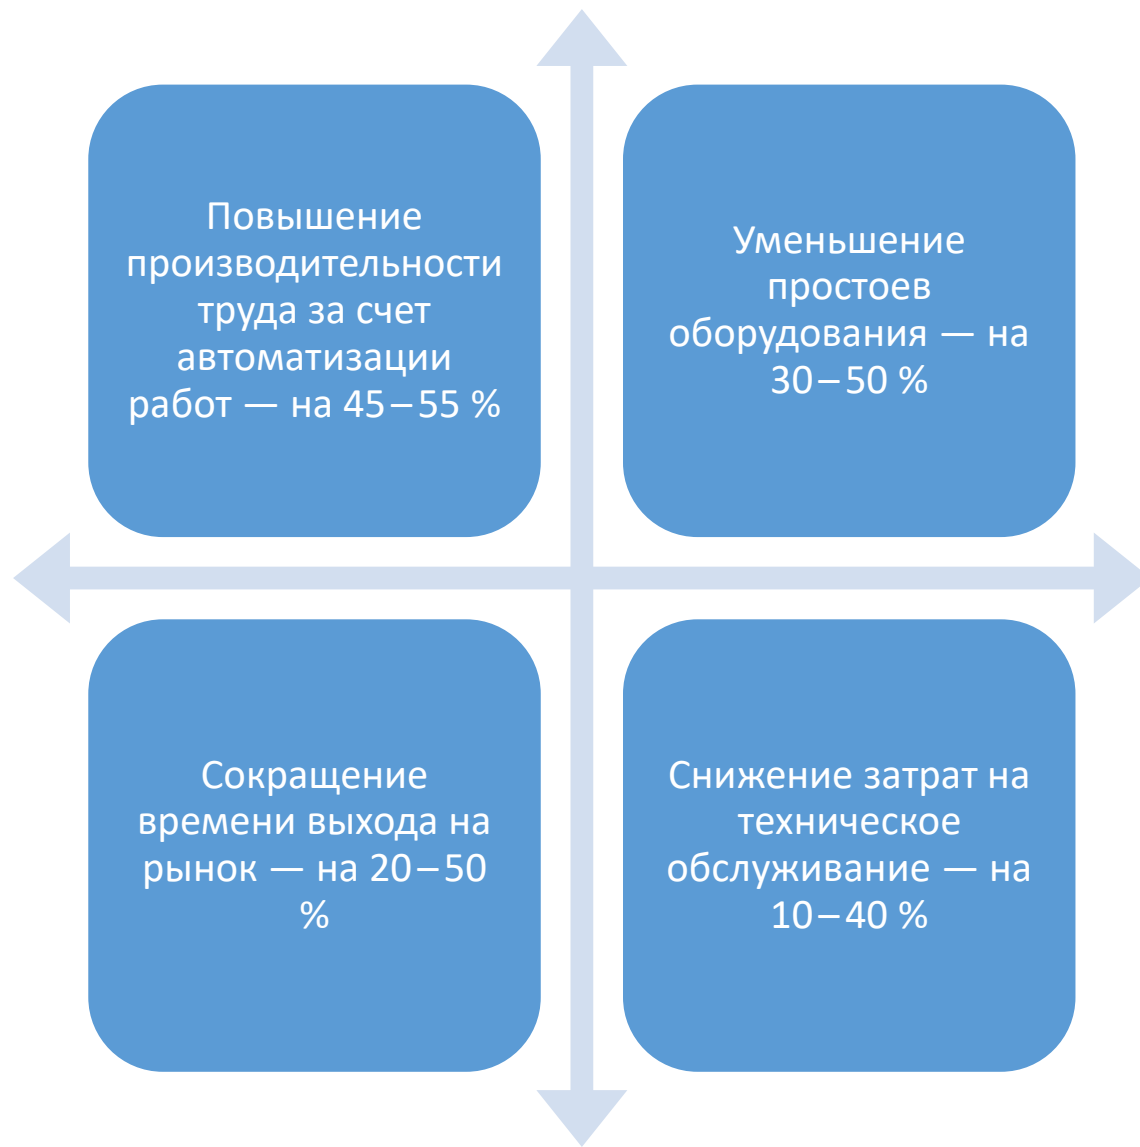 Повышение
производительности
труда за счет
автоматизации
работ — на 45–55 %
Уменьшение
простоев
оборудования — на
30–50 %
Сокращение
времени выхода на
рынок — на 20–50
%
Снижение затрат на
техническое
обслуживание — на
10–40 %